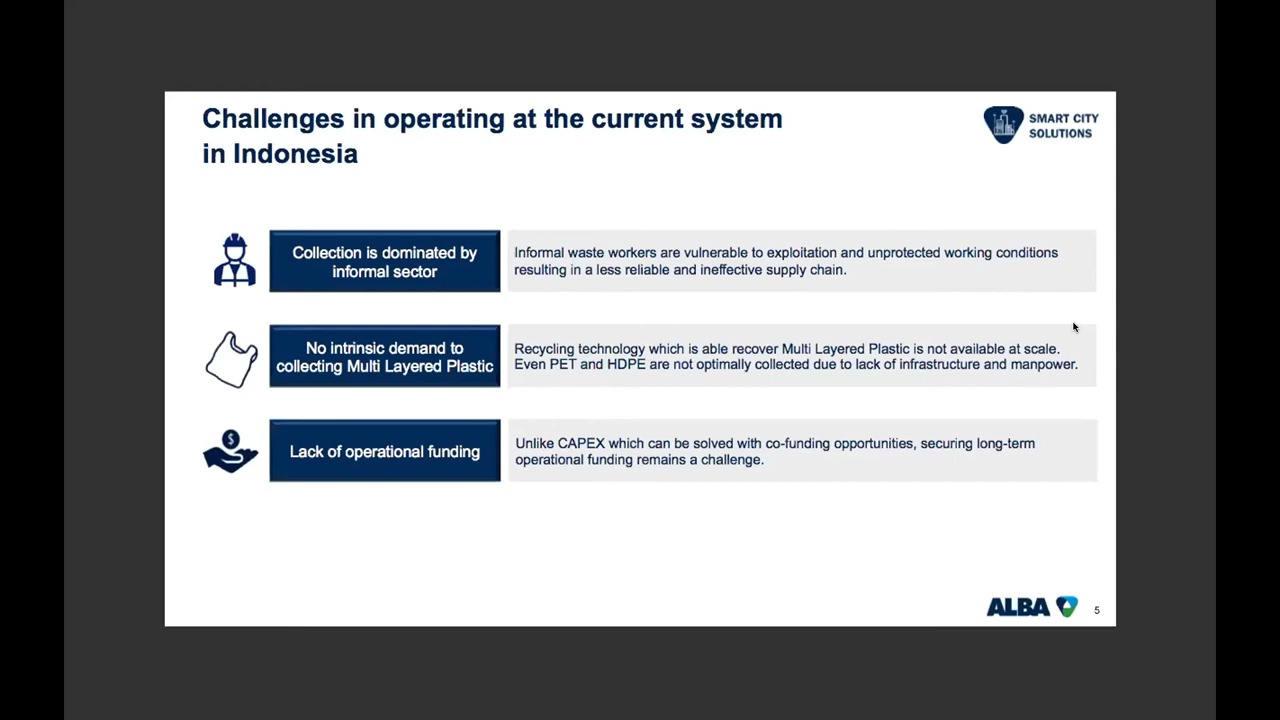 Challenges in operating at the current system
in Indonesia
SMART CITY
SOLUTIONS
Collection is dominated by
informal sector
Informal waste workers are vulnerable to exploitation and unprotected working conditions
resulting in a less reliable and ineffective supply chain.
No intrinsic demand to
collecting Multi Layered Plastic
Recycling technology which is able recover Multi Layered Plastic is not available at scale.
Even PET and HDPE are not optimally collected due to lack of infrastructure and manpower.
$
Lack of operational funding
Unlike CAPEX which can be solved with co-funding opportunities, securing long-term
operational funding remains a challenge.
ALBA
5